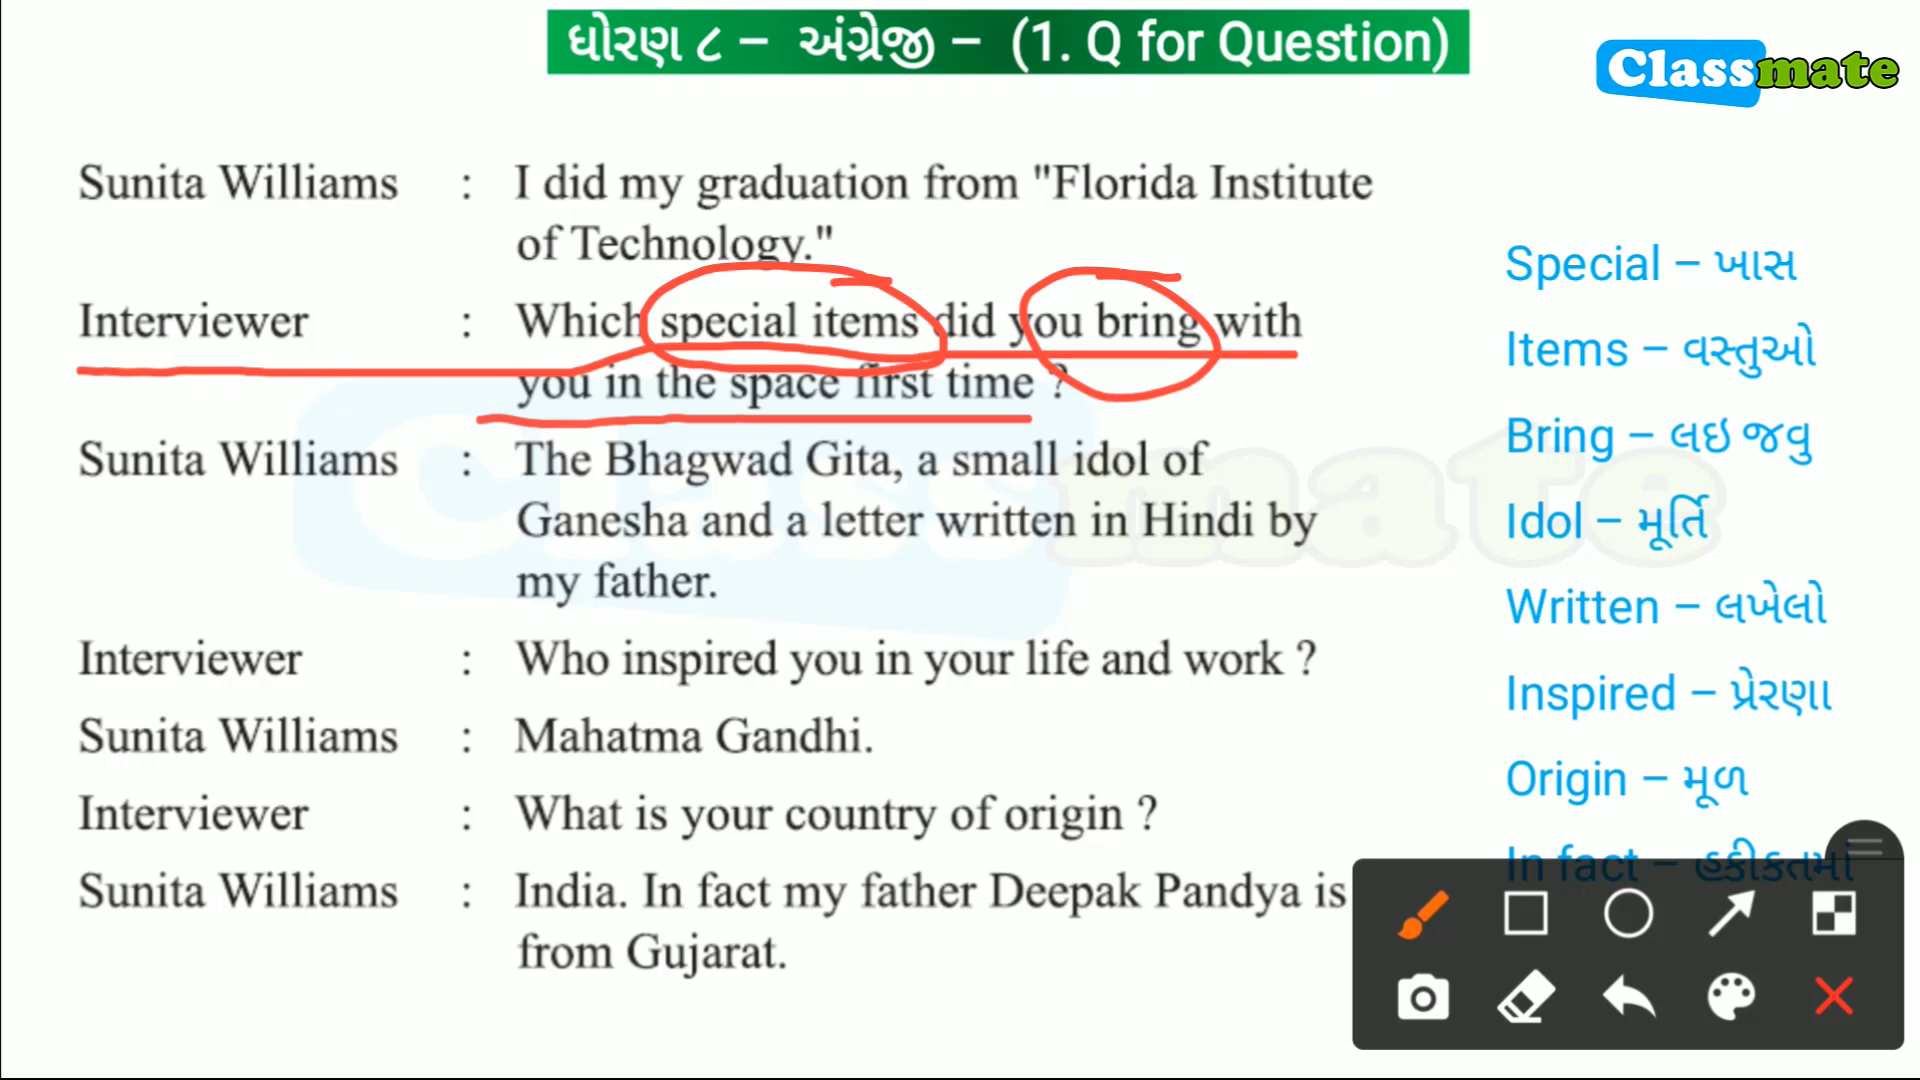 ધોરણ ૮ – અંગ્રેજી – (1. Q for Question)
Classmate
Sunita Williams : I did my graduation from "Florida Institute
of Technology."
Interviewer : Which special items did you bring with
you in the space first time ?
Sunita Williams : The Bhagwad Gita, a small idol of
Ganesha and a letter written in Hindi by
my father.
Interviewer : Who inspired you in your life and work ?
Sunita Williams : Mahatma Gandhi.
Interviewer : What is your country of origin ?
Sunita Williams : India. In fact my father Deepak Pandya is
from Gujarat.
Special – ખાસ
Items – વસ્તુઓ
Bring – લઇ જવુ
Idol – મૂર્તિ
Written – લખેલો
Inspired – પ્રેરણા
Origin – મૂળ
In fact – હકીકતમાં
Classmate